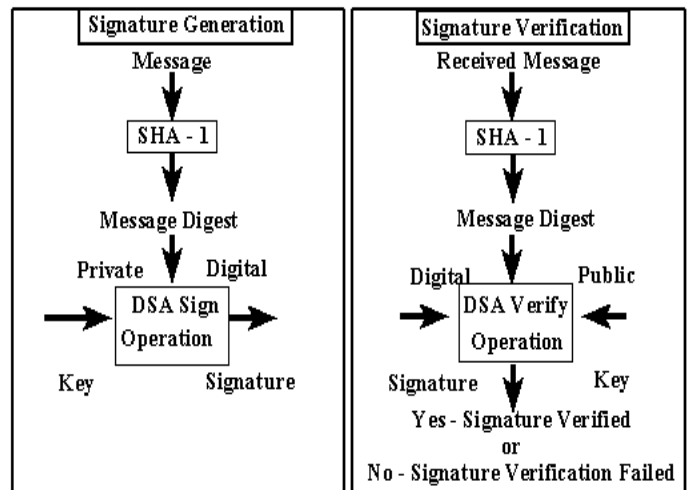 Signature Generation
Message
SHA - 1
Message Digest
Private
Digital
DSA Sign
Operation
Key
Signature
Signature Verification
Received Message
SHA - 1
Message Digest
Digital
Public
DSA Verify
Operation
Signature
Key
Yes - Signature Verified
or
No - Signature Verification Failed